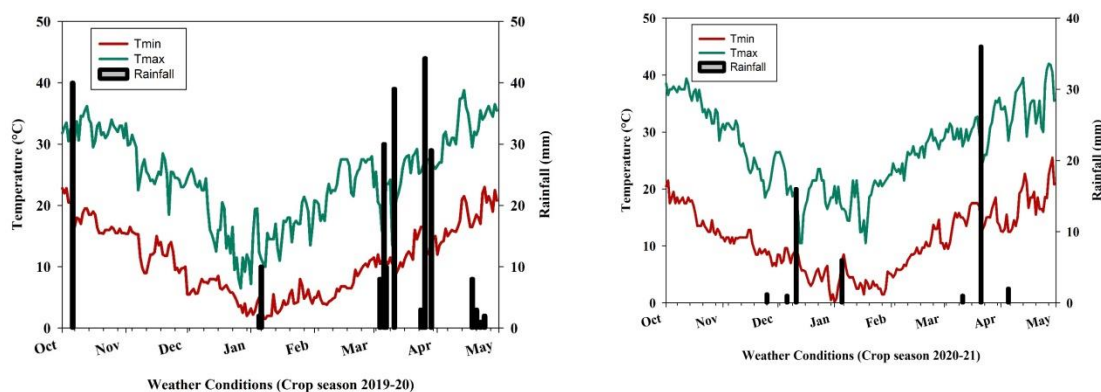 50
40
30
20
10
0
Temperature (°C)
Tmin
Tmax
Rainfall
50
40
30
20
10
0
Rainfall (mm)
Oct
Nov
Dec
Jan
Feb
Mar
Apr
May
Weather Conditions (Crop season 2019-20)
50
40
30
20
10
0
Temperature (°C)
Tmin
Tmax
Rainfall
40
30
20
10
0
Rainfall (mm)
Oct
Nov
Dec
Jan
Feb
Mar
Apr
May
Weather Conditions (Crop season 2020-21)